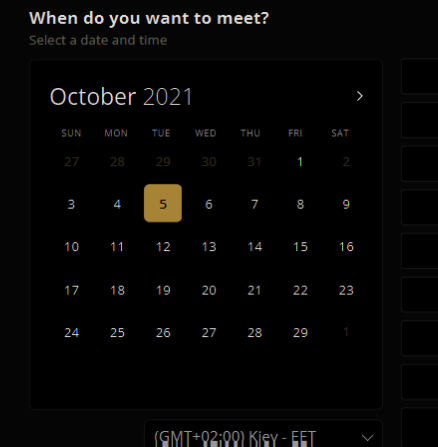 When do you want to meet?
Select a date and time
October 2021
SUN MON TUE WED THU FRI SAT
27 28 29 30 31 1 2
3 4 5 6 7 8 9
10 11 12 13 14 15 16
17 18 19 20 21 22 23
24 25 26 27 28 29 1
(GMT+02:00) Kiev - EET